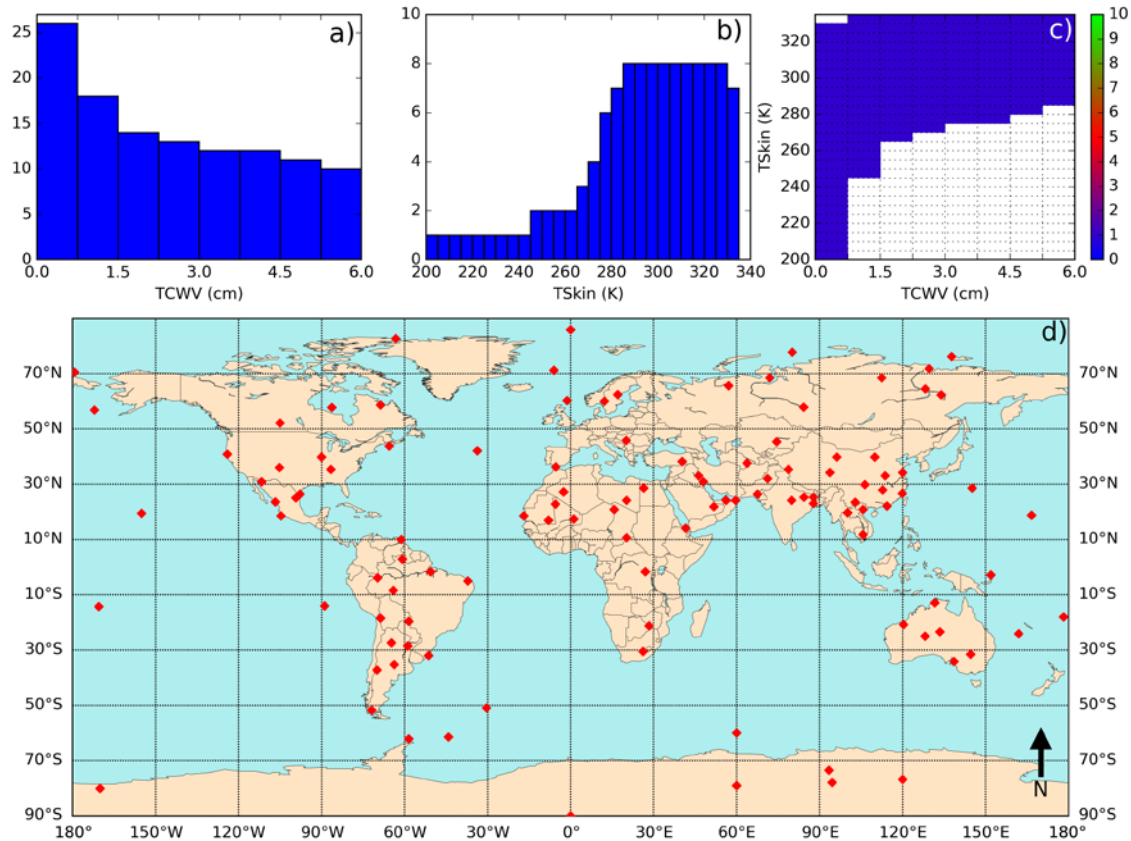 a)
25
20
15
10
5
0
0.0 1.5 3.0 4.5 6.0
TCWV (cm)
b)
10
8
6
4
2
0
200 220 240 260 280 300 320 340
TSkin (K)
c)
TSkin (K)
320
300
280
260
240
220
200
0.0 1.5 3.0 4.5 6.0
TCWV (cm)
10
9
8
7
6
5
4
3
2
1
0
d)
70°N 70°N
50°N 50°N
30°N 30°N
10°N 10°N
10°S 10°S
30°S 30°S
50°S 50°S
70°S 70°S
N
90°S 90°S
180° 150°W 120°W 90°W 60°W 30°W 0° 30°E 60°E 90°E 120°E 150°E 180°